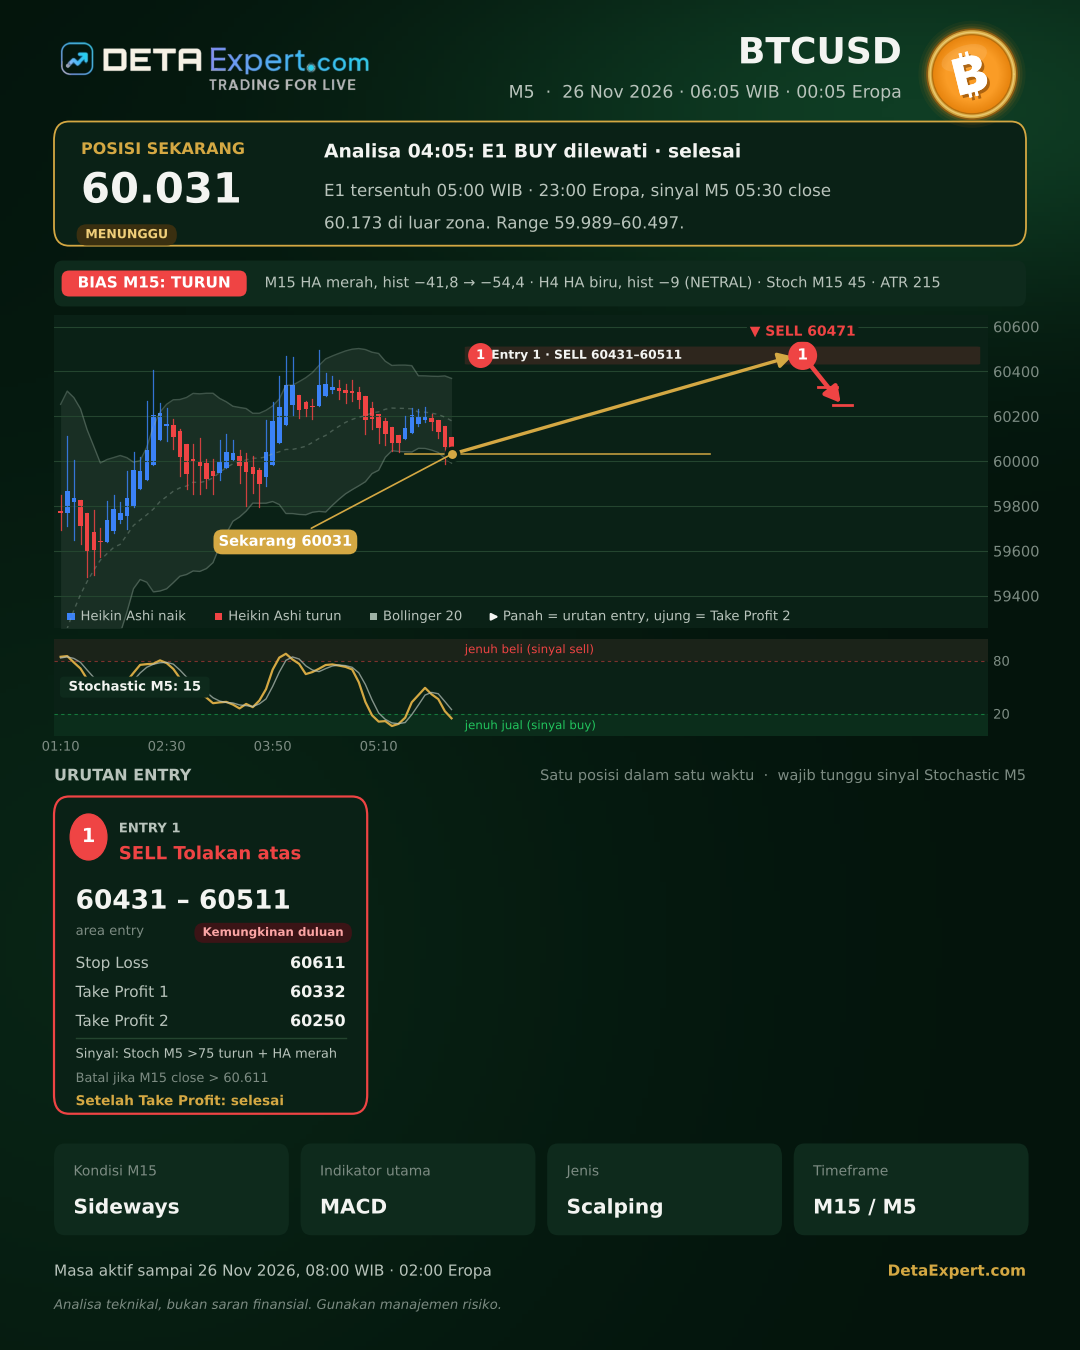 DETA Expert.com
TRADING FOR LIVE
BTCUSD
M5 · 26 Nov 2026 · 06:05 WIB · 00:05 Eropa
POSISI SEKARANG
60.031
MENUNGGU
Analisa 04:05: E1 BUY dilewati · selesai
E1 tersentuh 05:00 WIB · 23:00 Eropa, sinyal M5 05:30 close
60.173 di luar zona. Range 59.989–60.497.
BIAS M15: TURUN
M15 HA merah, hist −41,8 → −54,4 · H4 HA biru, hist −9 (NETRAL) · Stoch M15 45 · ATR 215
▼ SELL 60471
1 Entry 1 · SELL 60431–60511
1
60600
60400
60200
60000
59800
59600
59400
Sekarang 60031
Heikin Ashi naik
Heikin Ashi turun
Bollinger 20
Panah = urutan entry, ujung = Take Profit 2
jenuh beli (sinyal sell)
80
Stochastic M5: 15
20
jenuh jual (sinyal buy)
01:10 02:30 03:50 05:10
URUTAN ENTRY
Satu posisi dalam satu waktu · wajib tunggu sinyal Stochastic M5
1
ENTRY 1
SELL Tolakan atas
60431 – 60511
area entry
Kemungkinan duluan
Stop Loss 60611
Take Profit 1 60332
Take Profit 2 60250
Sinyal: Stoch M5 >75 turun + HA merah
Batal jika M15 close > 60.611
Setelah Take Profit: selesai
Kondisi M15
Sideways
Indikator utama
MACD
Jenis
Scalping
Timeframe
M15 / M5
Masa aktif sampai 26 Nov 2026, 08:00 WIB · 02:00 Eropa
DetaExpert.com
Analisa teknikal, bukan saran finansial. Gunakan manajemen risiko.